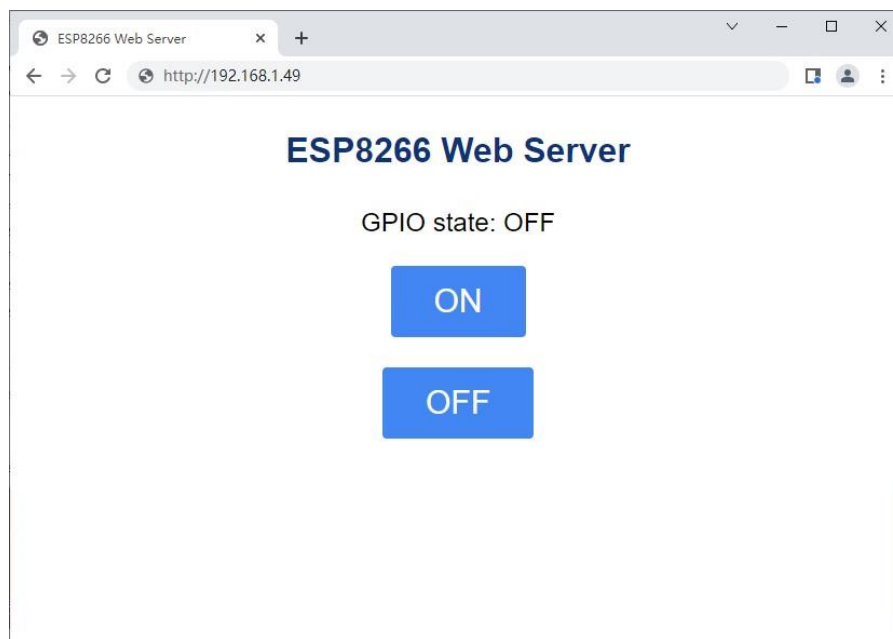 ESP8266 Web Server
http://192.168.1.49
ESP8266 Web Server
GPIO state: OFF
ON
OFF